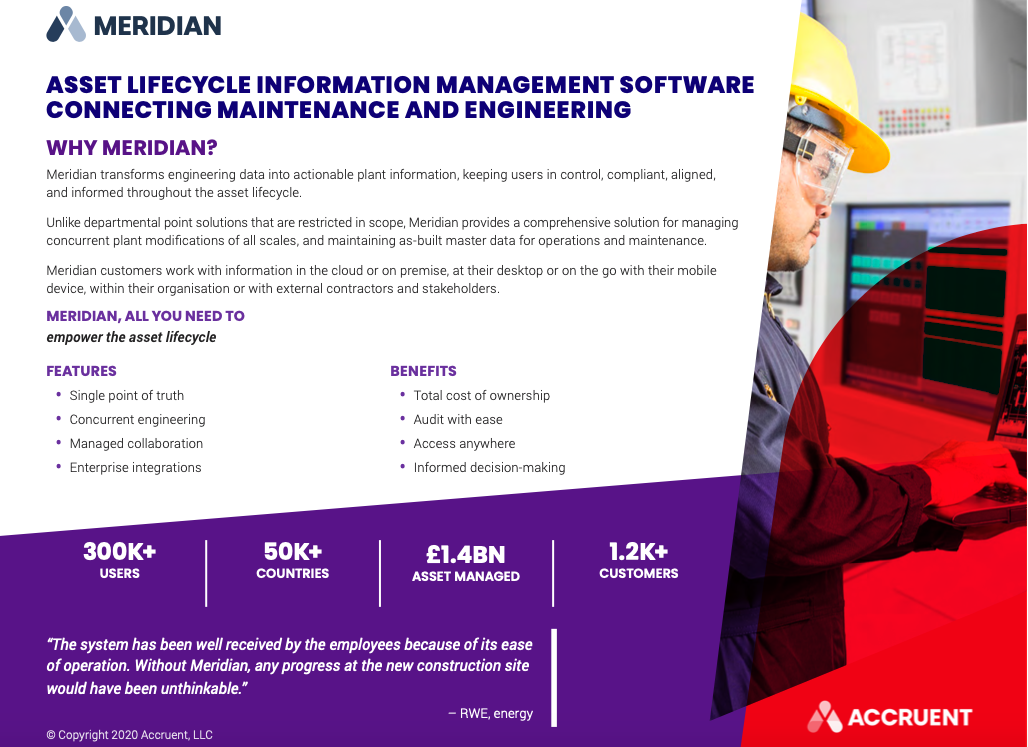 MERIDIAN
ASSET LIFECYCLE INFORMATION MANAGEMENT SOFTWARE
CONNECTING MAINTENANCE AND ENGINEERING
WHY MERIDIAN?
Meridian transforms engineering data into actionable plant information, keeping users in control, compliant, aligned,
and informed throughout the asset lifecycle.
Unlike departmental point solutions that are restricted in scope, Meridian provides a comprehensive solution for managing
concurrent plant modifications of all scales, and maintaining as-built master data for operations and maintenance.
Meridian customers work with information in the cloud or on premise, at their desktop or on the go with their mobile
device, within their organisation or with external contractors and stakeholders.
MERIDIAN, ALL YOU NEED TO
empower the asset lifecycle
FEATURES
• Single point of truth
• Concurrent engineering
• Managed collaboration
• Enterprise integrations
BENEFITS
• Total cost of ownership
• Audit with ease
• Access anywhere
• Informed decision-making
300K+
USERS
50K+
COUNTRIES
£1.4BN
ASSET MANAGED
1.2K+
CUSTOMERS
“The system has been well received by the employees because of its ease
of operation. Without Meridian, any progress at the new construction site
would have been unthinkable.”
– RWE, energy
© Copyright 2020 Accruent, LLC
ACCRUENT